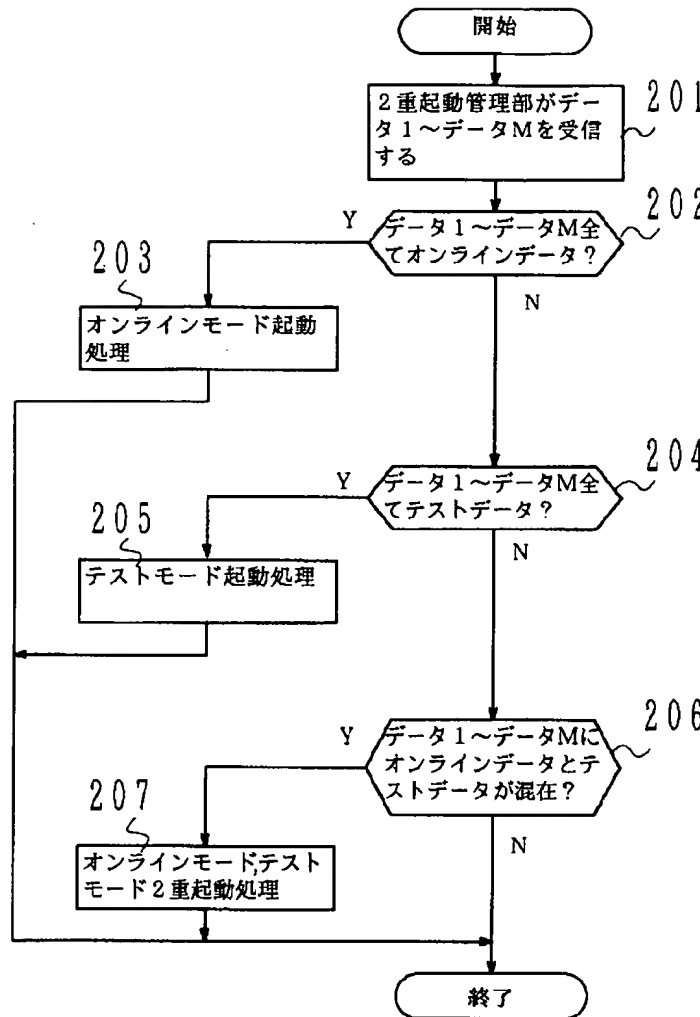 開始
2重起動管理部がデー
タ1～データMを受信
する
201
データ1～データM全
てオンラインデータ？
202
Y
N
203
オンラインモード起動
処理
データ1～データM全
てテストデータ？
204
Y
N
205
テストモード起動処理
データ1～データMに
オンラインデータとテ
ストデータが混在？
206
Y
N
207
オンラインモード,テスト
モード2重起動処理
終了